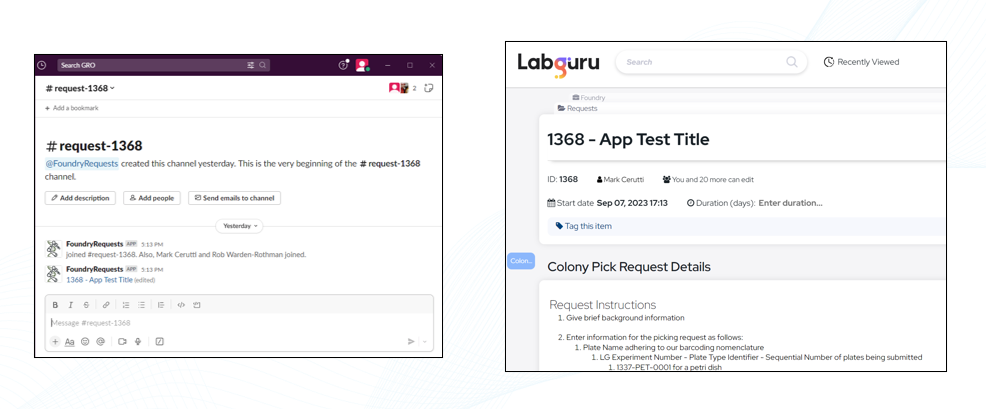 Search GRO
# request-1368
2
+ Add a bookmark
# request-1368
@FoundryRequests created this channel yesterday. This is the very beginning of the # request-1368
channel.
Add description
Add people
Send emails to channel
Yesterday
FoundryRequests APP 5:13 PM
joined #request-1368. Also, Mark Cerutti and Rob Warden-Rothman joined.
FoundryRequests APP 5:13 PM
1368 - App Test Title (edited)
B I S
Message #request-1368
+ Aa @
Labguru
Search
Recently Viewed
Foundry
Requests
1368 - App Test Title
ID: 1368 Mark Cerutti You and 20 more can edit
Start date Sep 07, 2023 17:13 Duration (days): Enter duration...
Tag this item
Colon...
Colony Pick Request Details
Request Instructions
1. Give brief background information
2. Enter information for the picking request as follows:
1. Plate Name adhering to our barcoding nomenclature
1. LG Experiment Number - Plate Type Identifier - Sequential Number of plates being submitted
1. 1337-PET-0001 for a petri dish